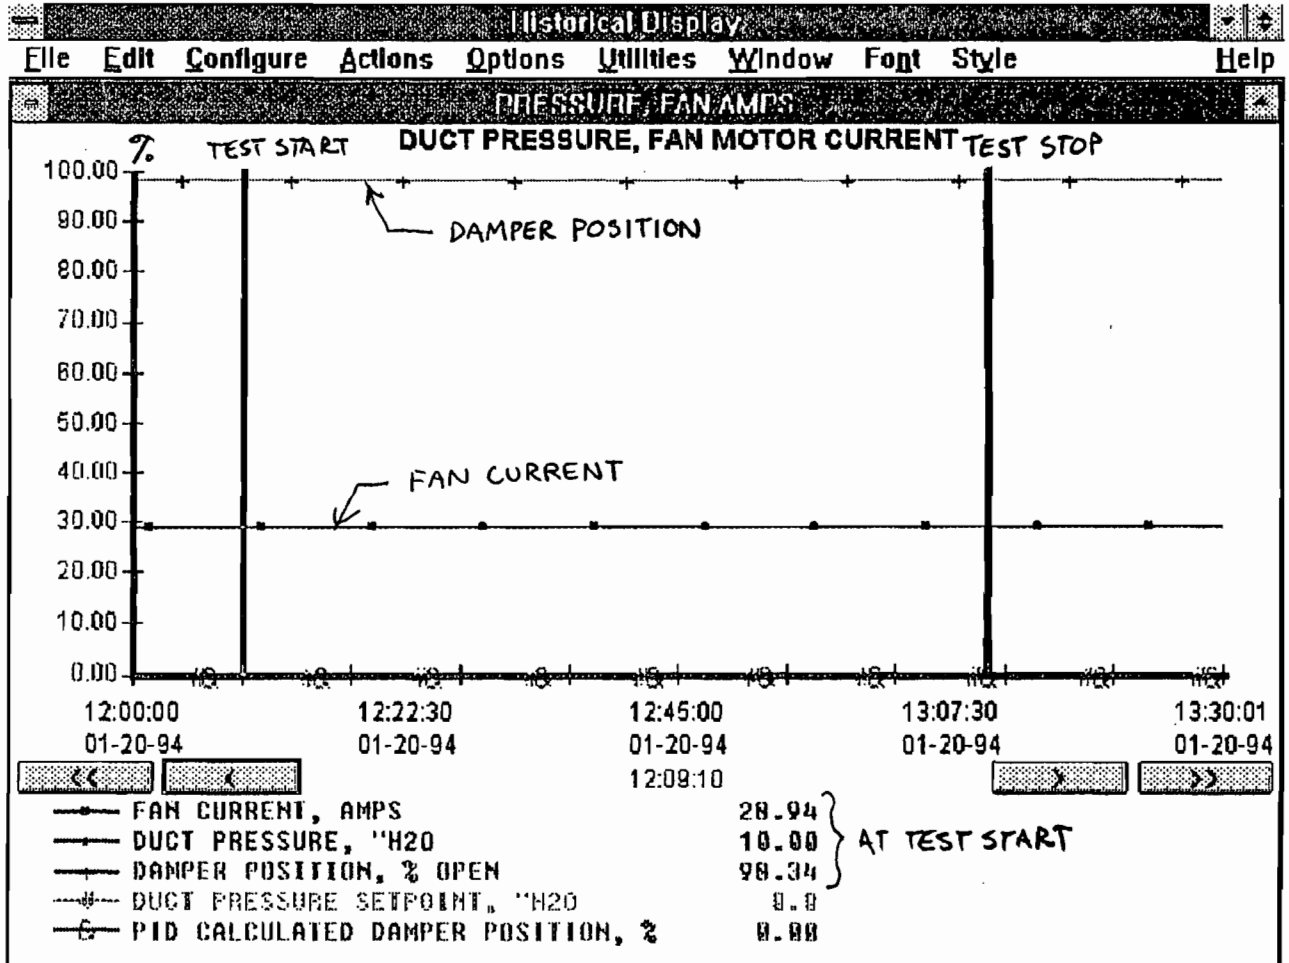 Historical Display
File Edit Configure Actions Options Utilities Window Font Style Help
PRESSURE, FAN AMPS
DUCT PRESSURE, FAN MOTOR CURRENT
% TEST START TEST STOP
100.00
DAMPER POSITION
90.00
80.00
70.00
60.00
50.00
FAN CURRENT
40.00
30.00
20.00
10.00
0.00
12:00:00 12:22:30 12:45:00 13:07:30 13:30:01
01-20-94 01-20-94 01-20-94 01-20-94 01-20-94
<< < 12:09:10 > >>
FAN CURRENT, AMPS 28.94
DUCT PRESSURE, "H2O 10.00 AT TEST START
DAMPER POSITION, % OPEN 98.34
DUCT PRESSURE SETPOINT, "H2O 0.0
PID CALCULATED DAMPER POSITION, % 0.00